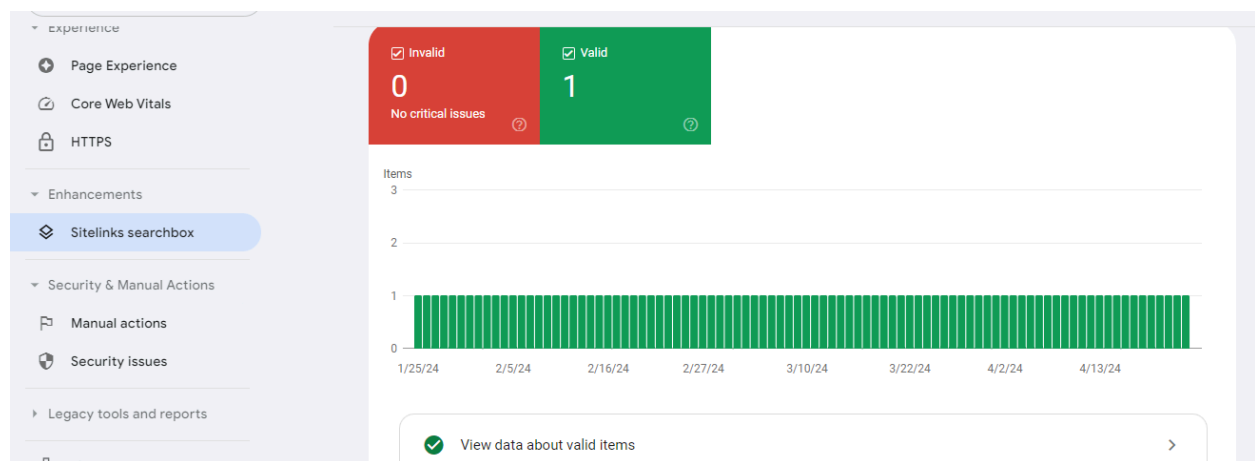 Experience
Page Experience
Core Web Vitals
HTTPS
Enhancements
Sitelinks searchbox
Security & Manual Actions
Manual actions
Security issues
Legacy tools and reports
Invalid
0
No critical issues
Valid
1
Items
3
2
1
0
1/25/24 2/5/24 2/16/24 2/27/24 3/10/24 3/22/24 4/2/24 4/13/24
View data about valid items